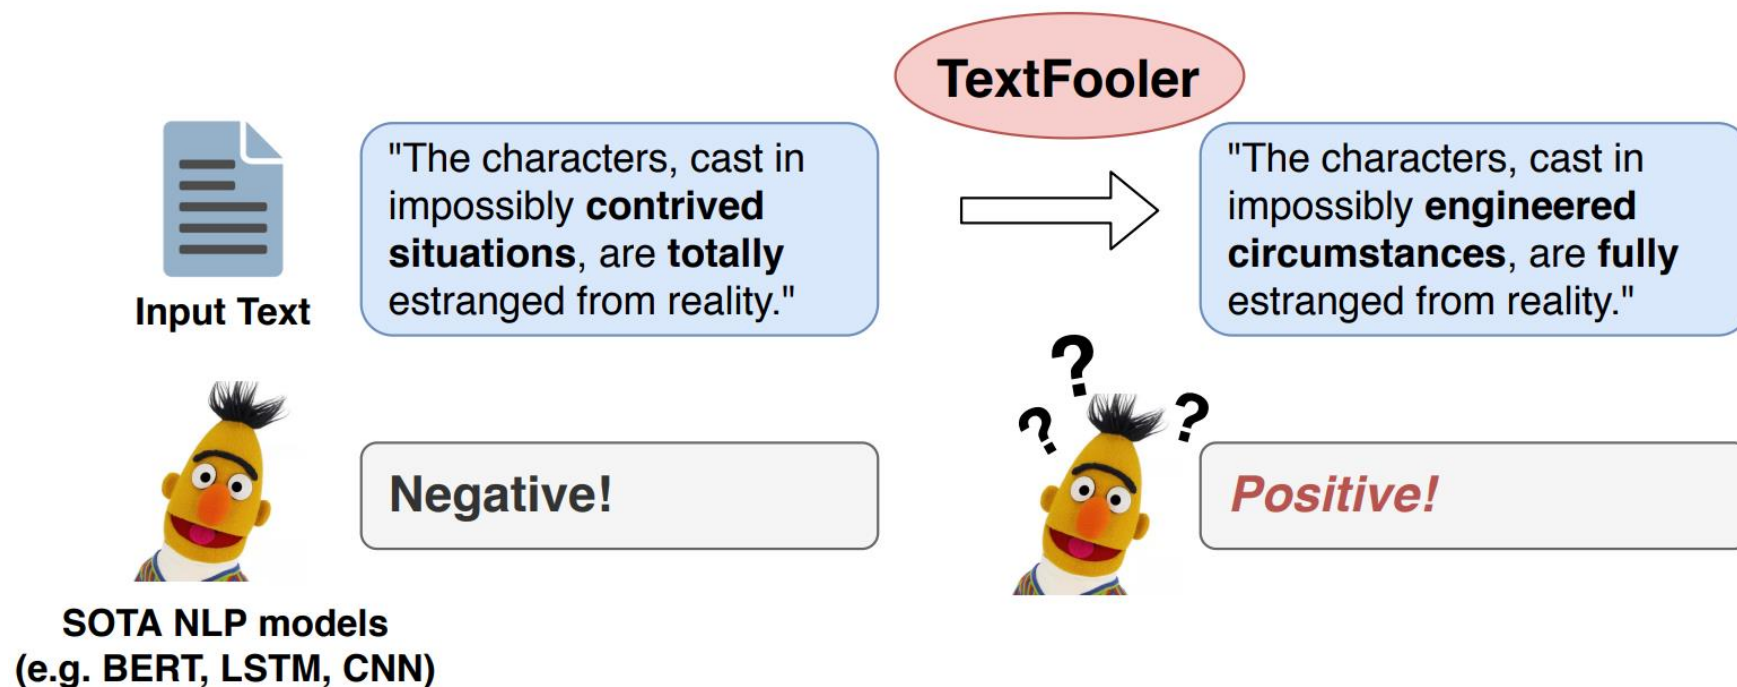 TextFooler
"The characters, cast in
impossibly contrived
situations, are totally
estranged from reality."
"The characters, cast in
impossibly engineered
circumstances, are fully
estranged from reality."
Input Text
?
?
?
Negative!
Positive!
SOTA NLP models
(e.g. BERT, LSTM, CNN)